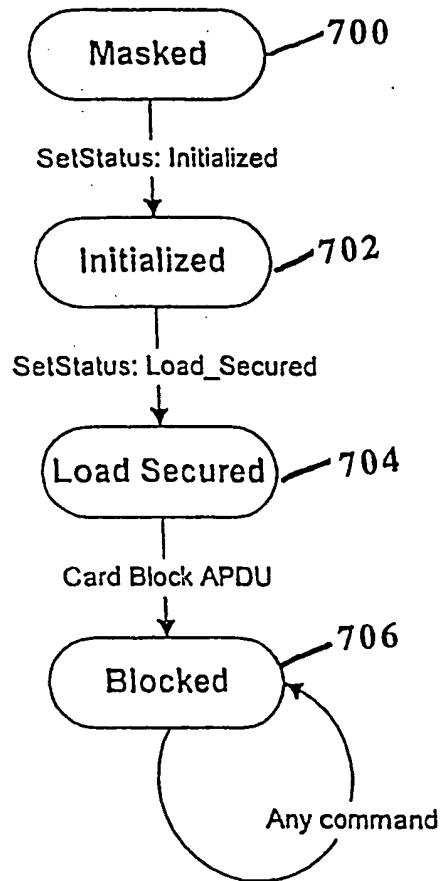 Masked
700
SetStatus: Initialized
Initialized
702
SetStatus: Load_Secured
Load Secured
704
Card Block APDU
706
Blocked
Any command